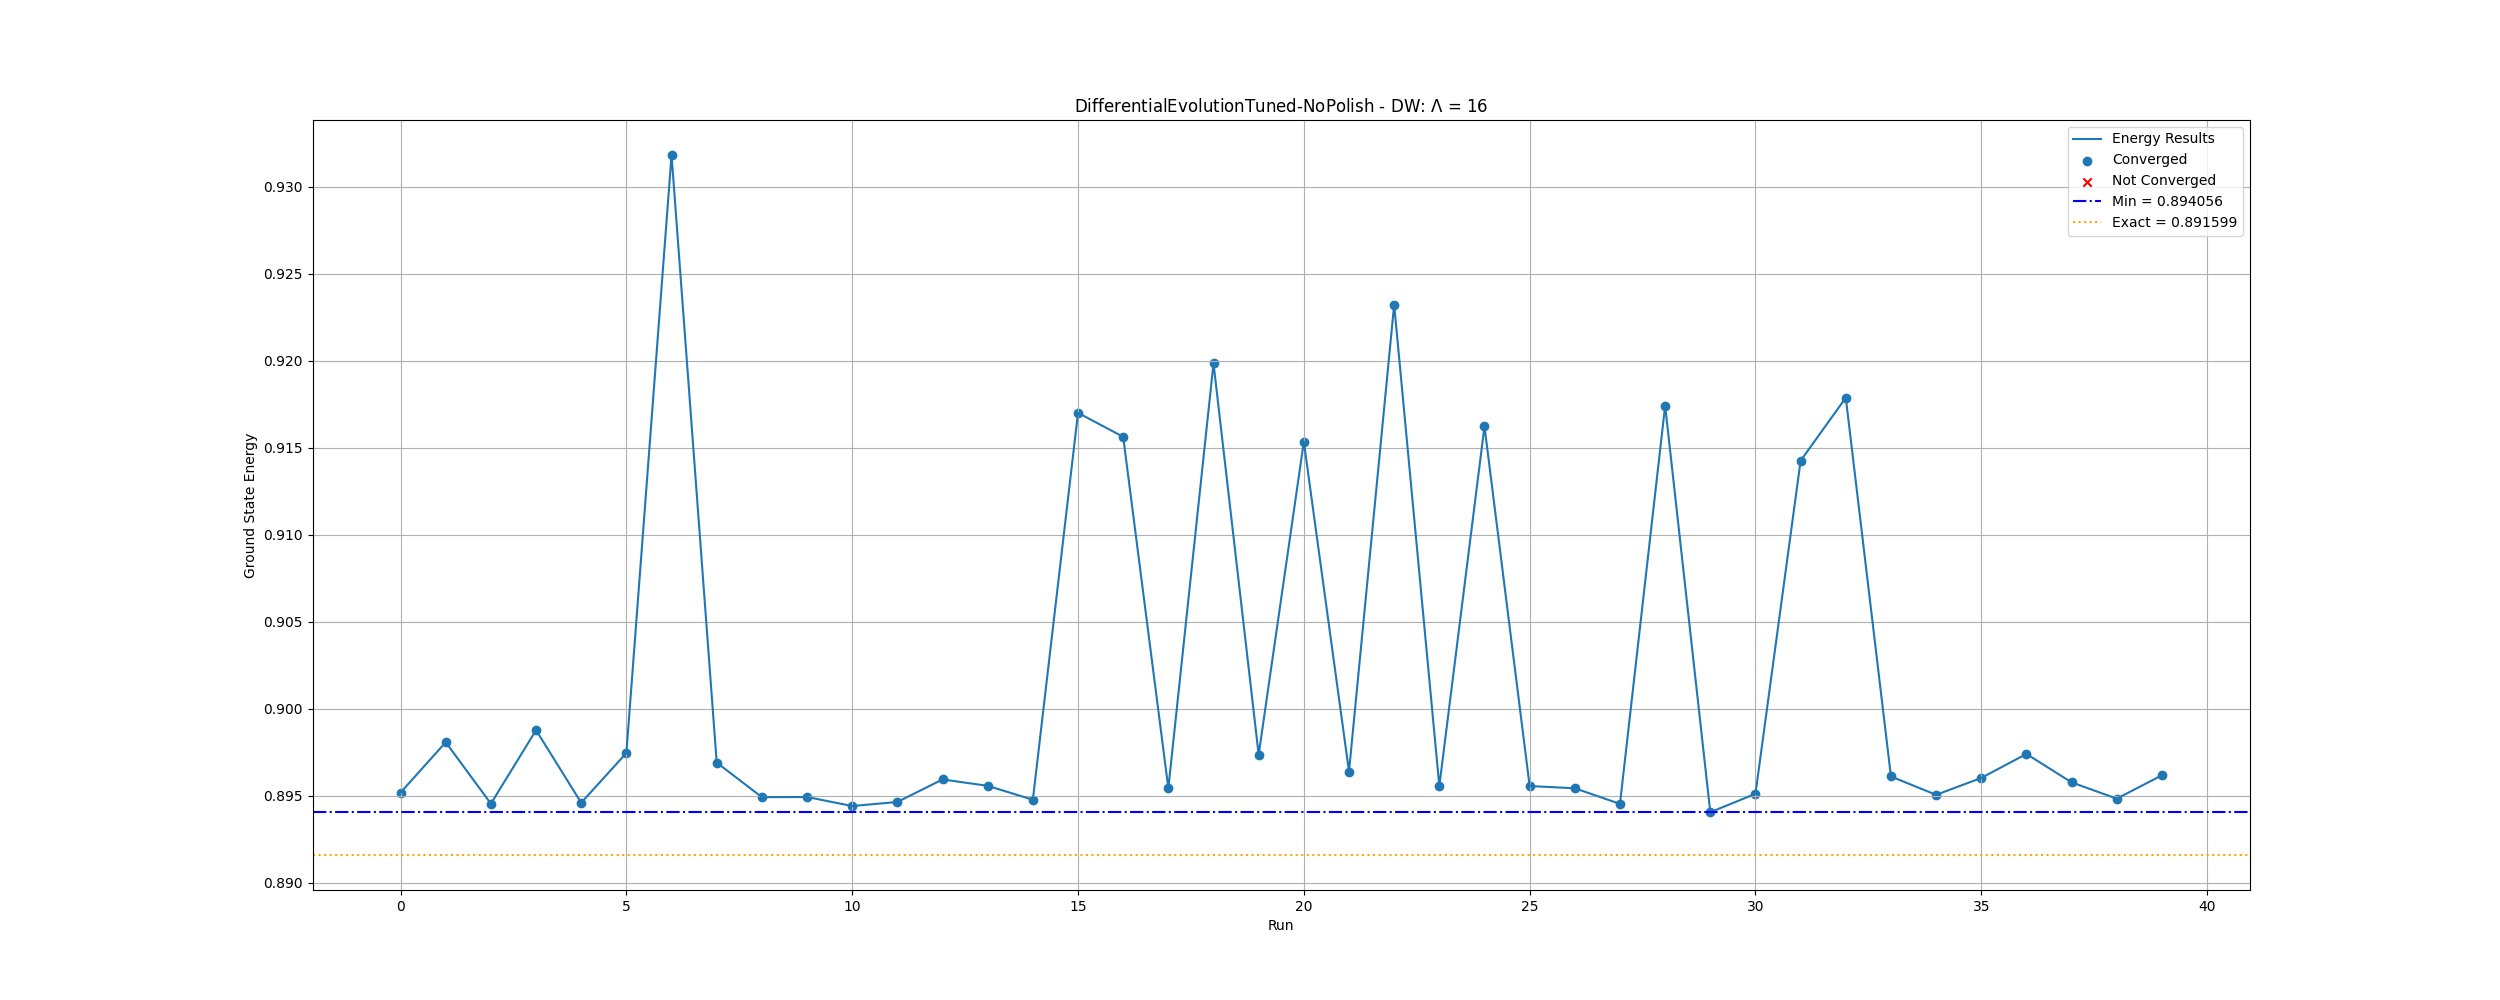 DifferentialEvolutionTuned-NoPolish - DW: Λ = 16
Energy Results
Converged
Not Converged
Min = 0.894056
Exact = 0.891599
0.930
0.925
0.920
0.915
0.910
0.905
0.900
0.895
0.890
Ground State Energy
0 5 10 15 20 25 30 35 40
Run